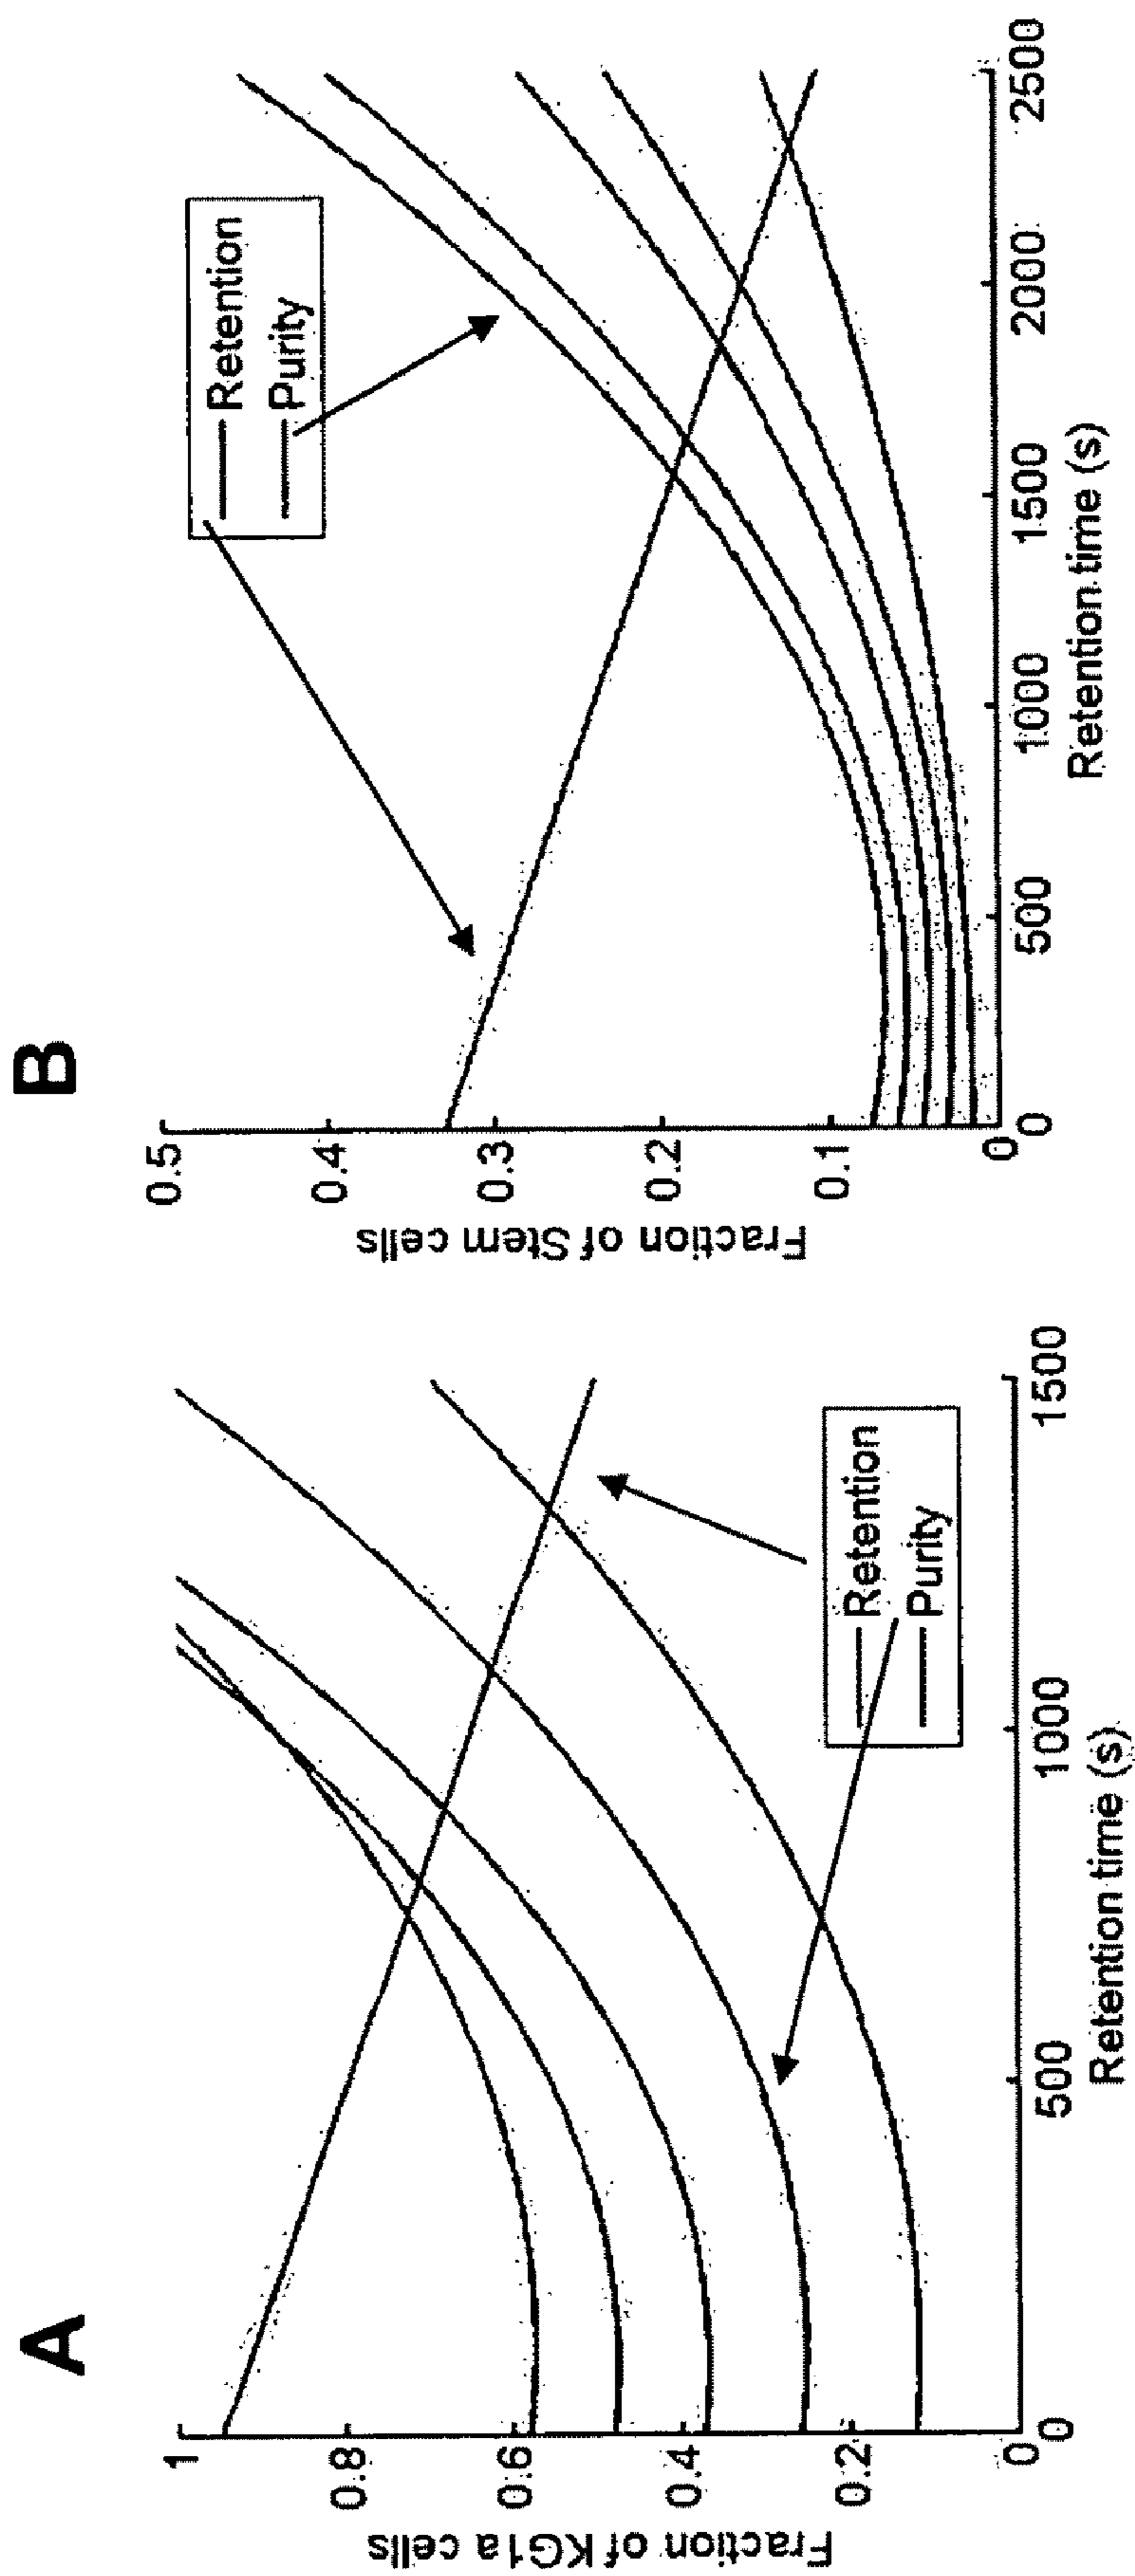 A
Fraction of KG1a cells
1
0.8
0.6
0.4
0.2
0
0
500
1000
1500
Retention time (s)
Retention
Purity
B
Fraction of Stem cells
0.5
0.4
0.3
0.2
0.1
0
0
500
1000
1500
2000
2500
Retention time (s)
Retention
Purity